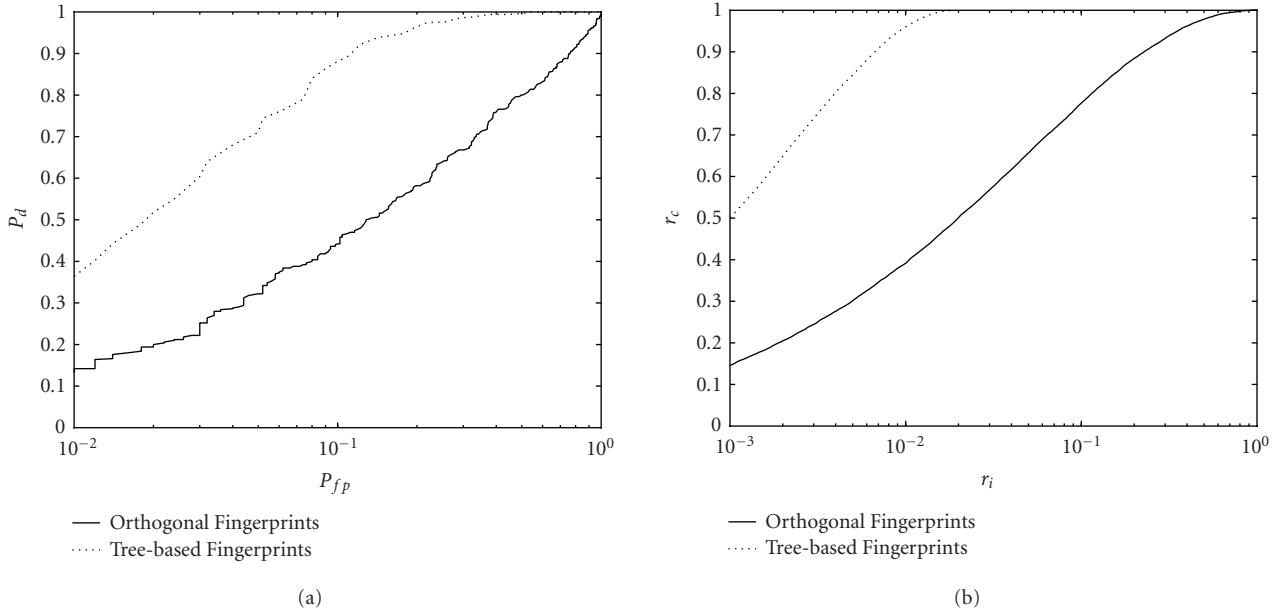 1
0.9
0.8
0.7
0.6
0.5
0.4
0.3
0.2
0.1
0
P_d
10^−2
10^−1
10^0
P_fp
Orthogonal Fingerprints
Tree-based Fingerprints
(a)
1
0.9
0.8
0.7
0.6
0.5
0.4
0.3
0.2
0.1
0
r_c
10^−3
10^−2
10^−1
10^0
r_i
Orthogonal Fingerprints
Tree-based Fingerprints
(b)